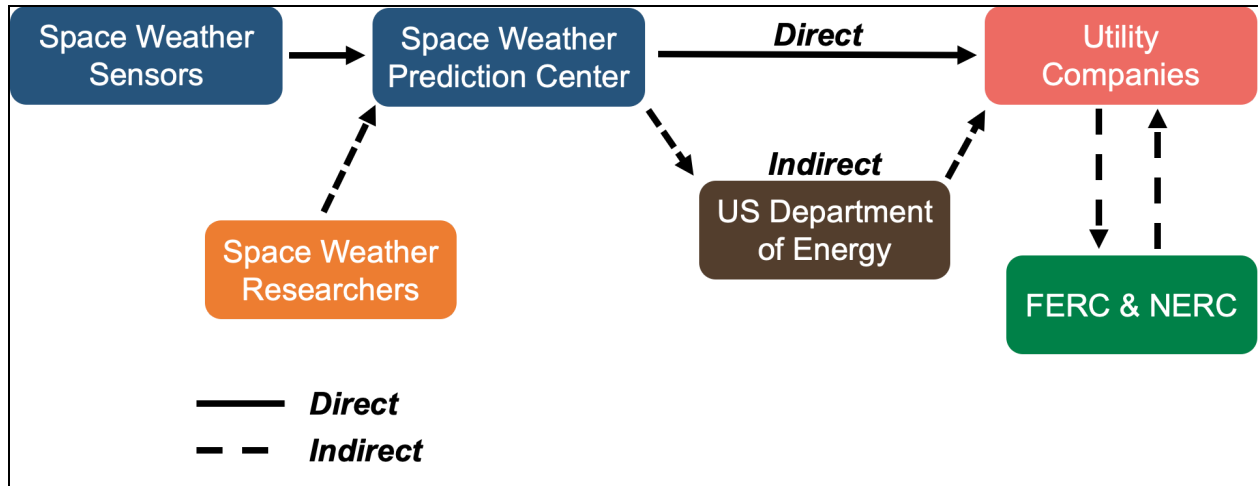 Space Weather
Sensors
Space Weather
Prediction Center
Direct
Utility
Companies
Indirect
US Department
of Energy
Space Weather
Researchers
FERC & NERC
Direct
Indirect